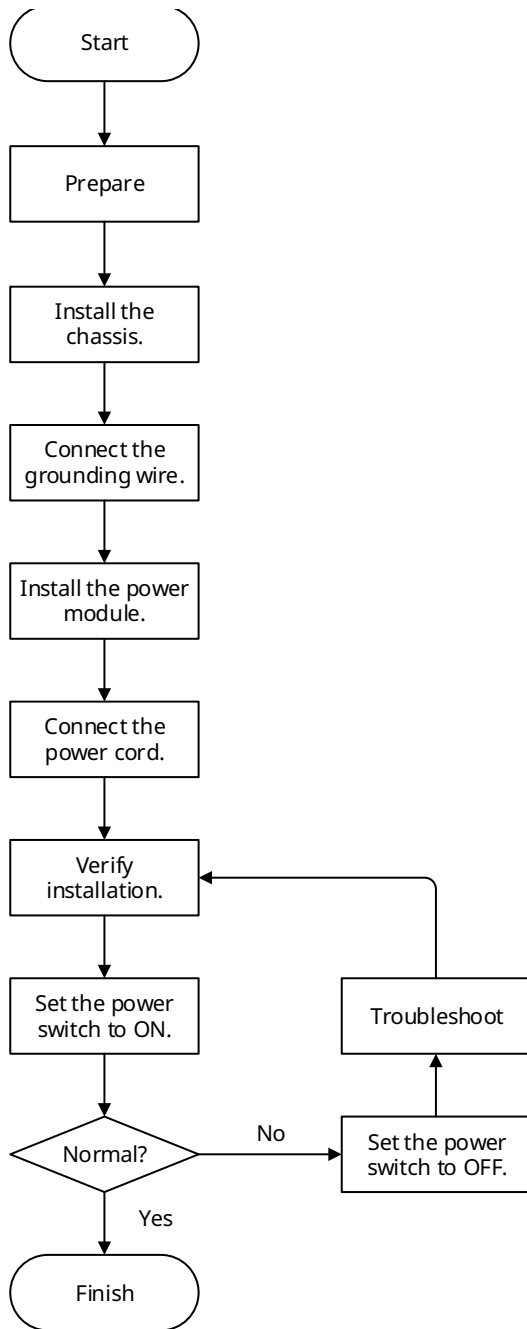 Start
Prepare
Install the
chassis.
Connect the
grounding wire.
Install the power
module.
Connect the
power cord.
Verify
installation.
Set the power
switch to ON.
Troubleshoot
Normal?
No
Set the power
switch to OFF.
Yes
Finish